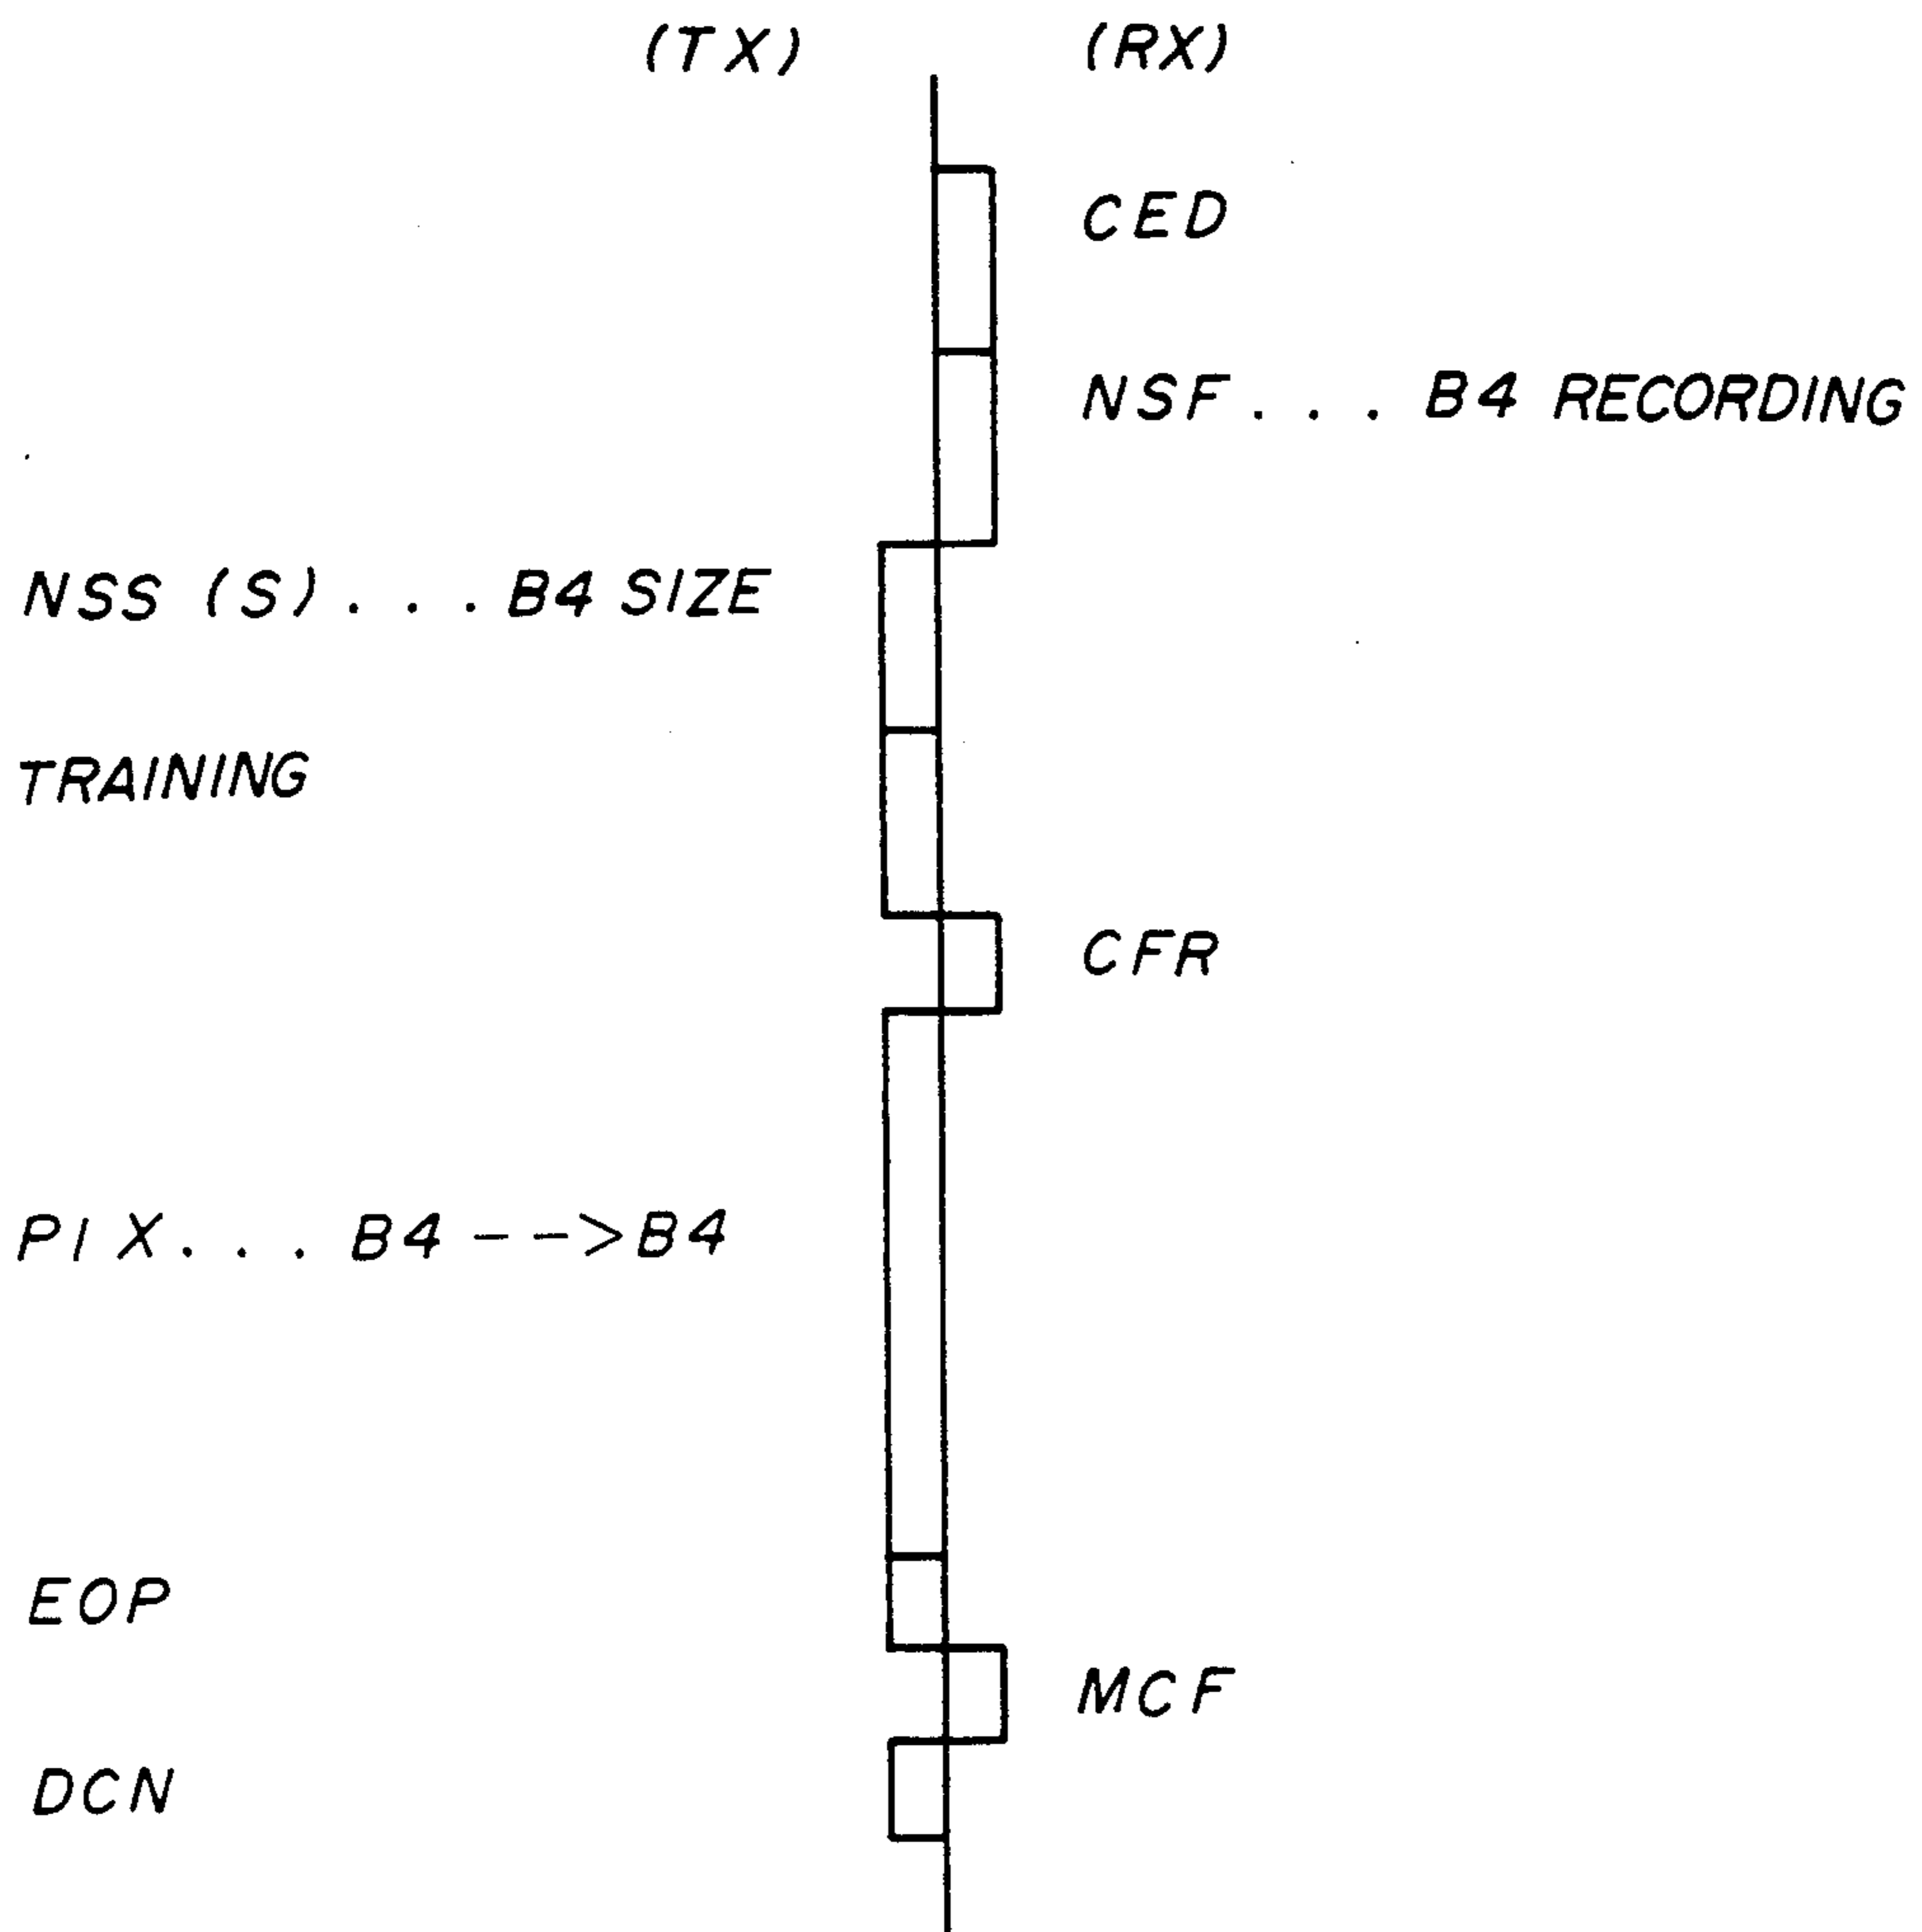 (TX) (RX)
CED
NSF . . . B4 RECORDING
NSS (S) . . . B4 SIZE
TRAINING
CFR
PIX . . . B4 - -> B4
EOP
MCF
DCN